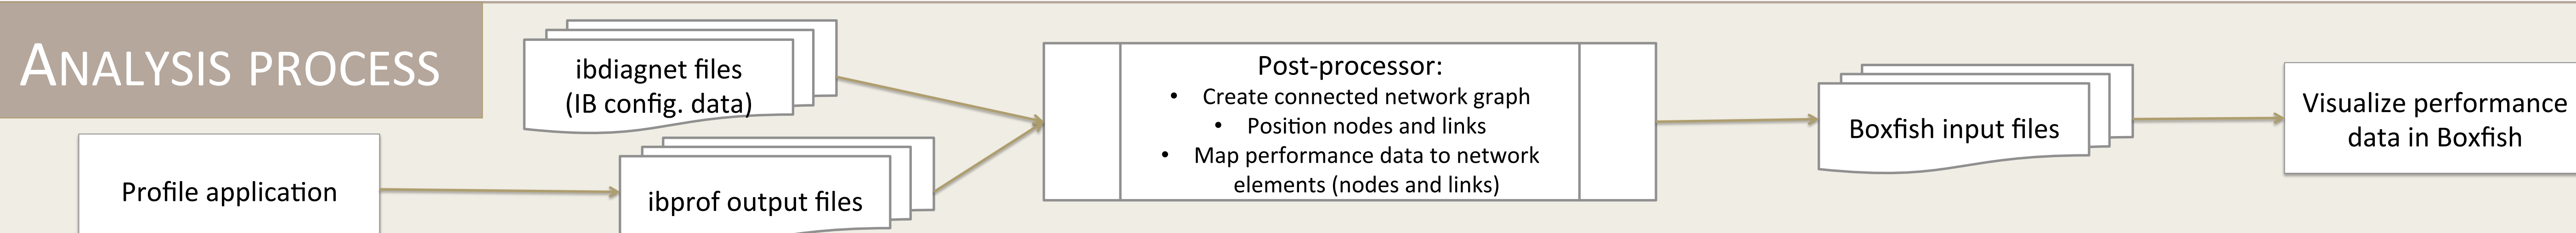 ANALYSIS PROCESS
ibdiagnet files
(IB config. data)
Profile application
ibprof output files
Post-processor:
• Create connected network graph
• Position nodes and links
• Map performance data to network
elements (nodes and links)
Boxfish input files
Visualize performance
data in Boxfish